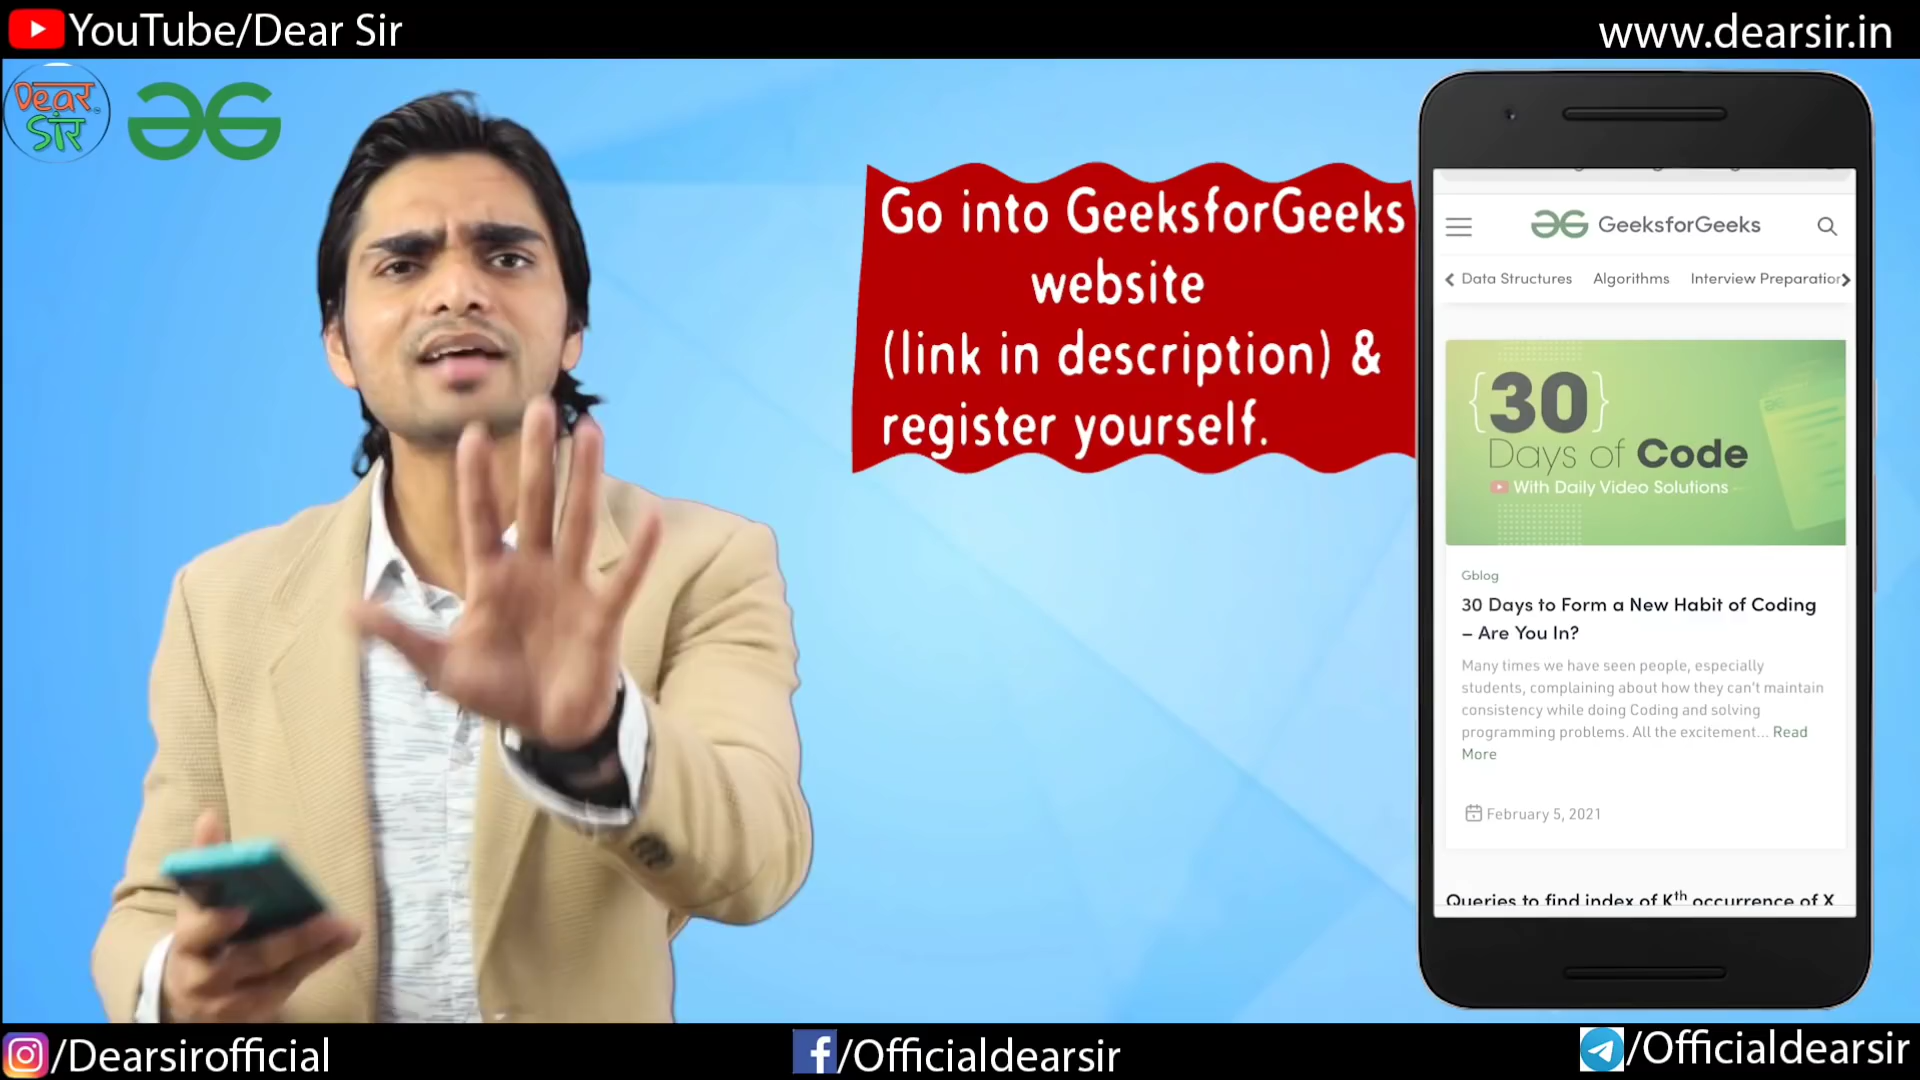 YouTube/Dear Sir
www.dearsir.in
Dear
Sir
Go into GeeksforGeeks
website
(link in description) &
register yourself.
GeeksforGeeks
Data Structures Algorithms Interview Preparation
{30}
Days of Code
With Daily Video Solutions
Gblog
30 Days to Form a New Habit of Coding
– Are You In?
Many times we have seen people, especially
students, complaining about how they can't maintain
consistency while doing Coding and solving
programming problems. All the excitement... Read
More
February 5, 2021
Queries to find index of Kth occurrence of X
/Dearsirofficial
/Officialdearsir
/Officialdearsir